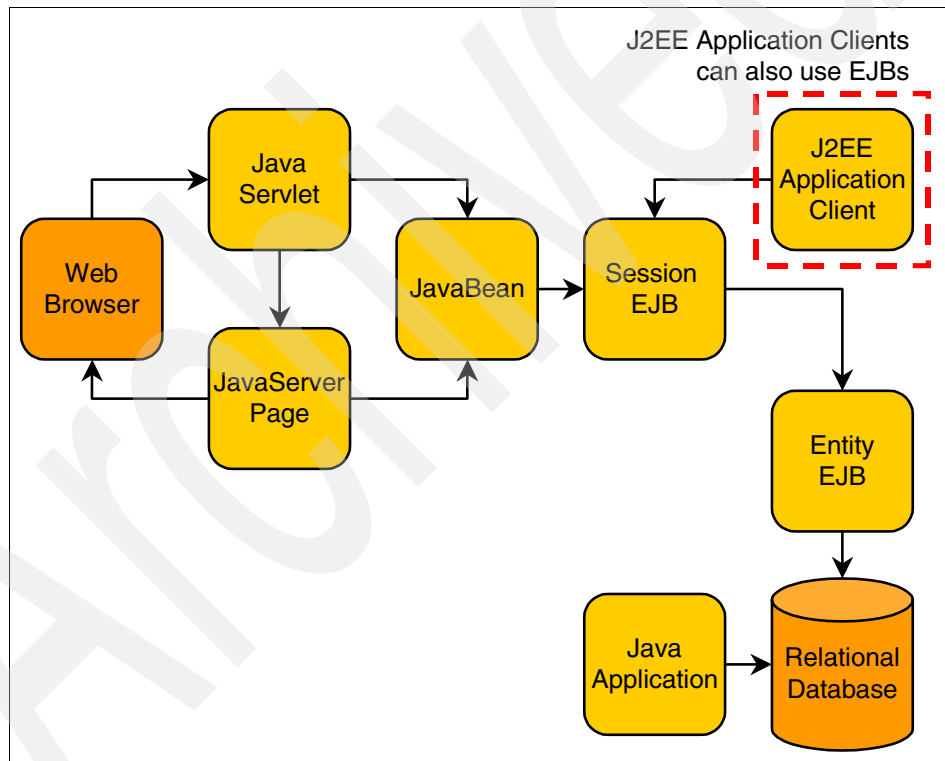 J2EE Application Clients
can also use EJBs
Java
Servlet
J2EE
Application
Client
Web
Browser
JavaBean
Session
EJB
JavaServer
Page
Entity
EJB
Java
Application
Relational
Database
Archived